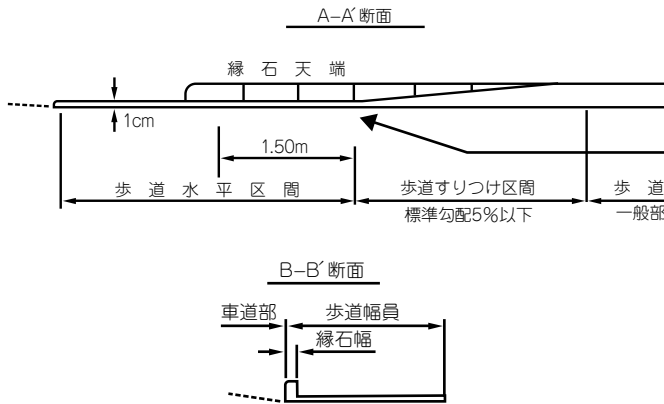 A–A´断面
縁石天端
1cm
1.50m
歩道水平区間
歩道すりつけ区間
標準勾配5%以下
歩道
一般部
B–B´断面
車道部
歩道幅員
縁石幅